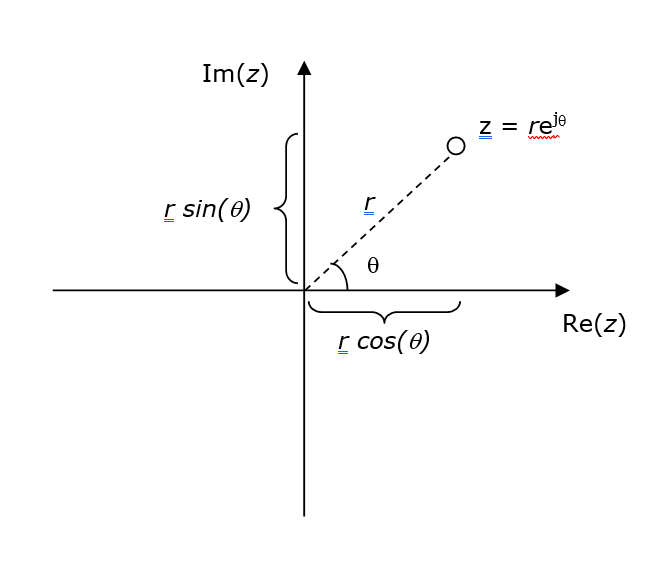 Im(z)
z = re^jθ
r sin(θ)
r
θ
Re(z)
r cos(θ)